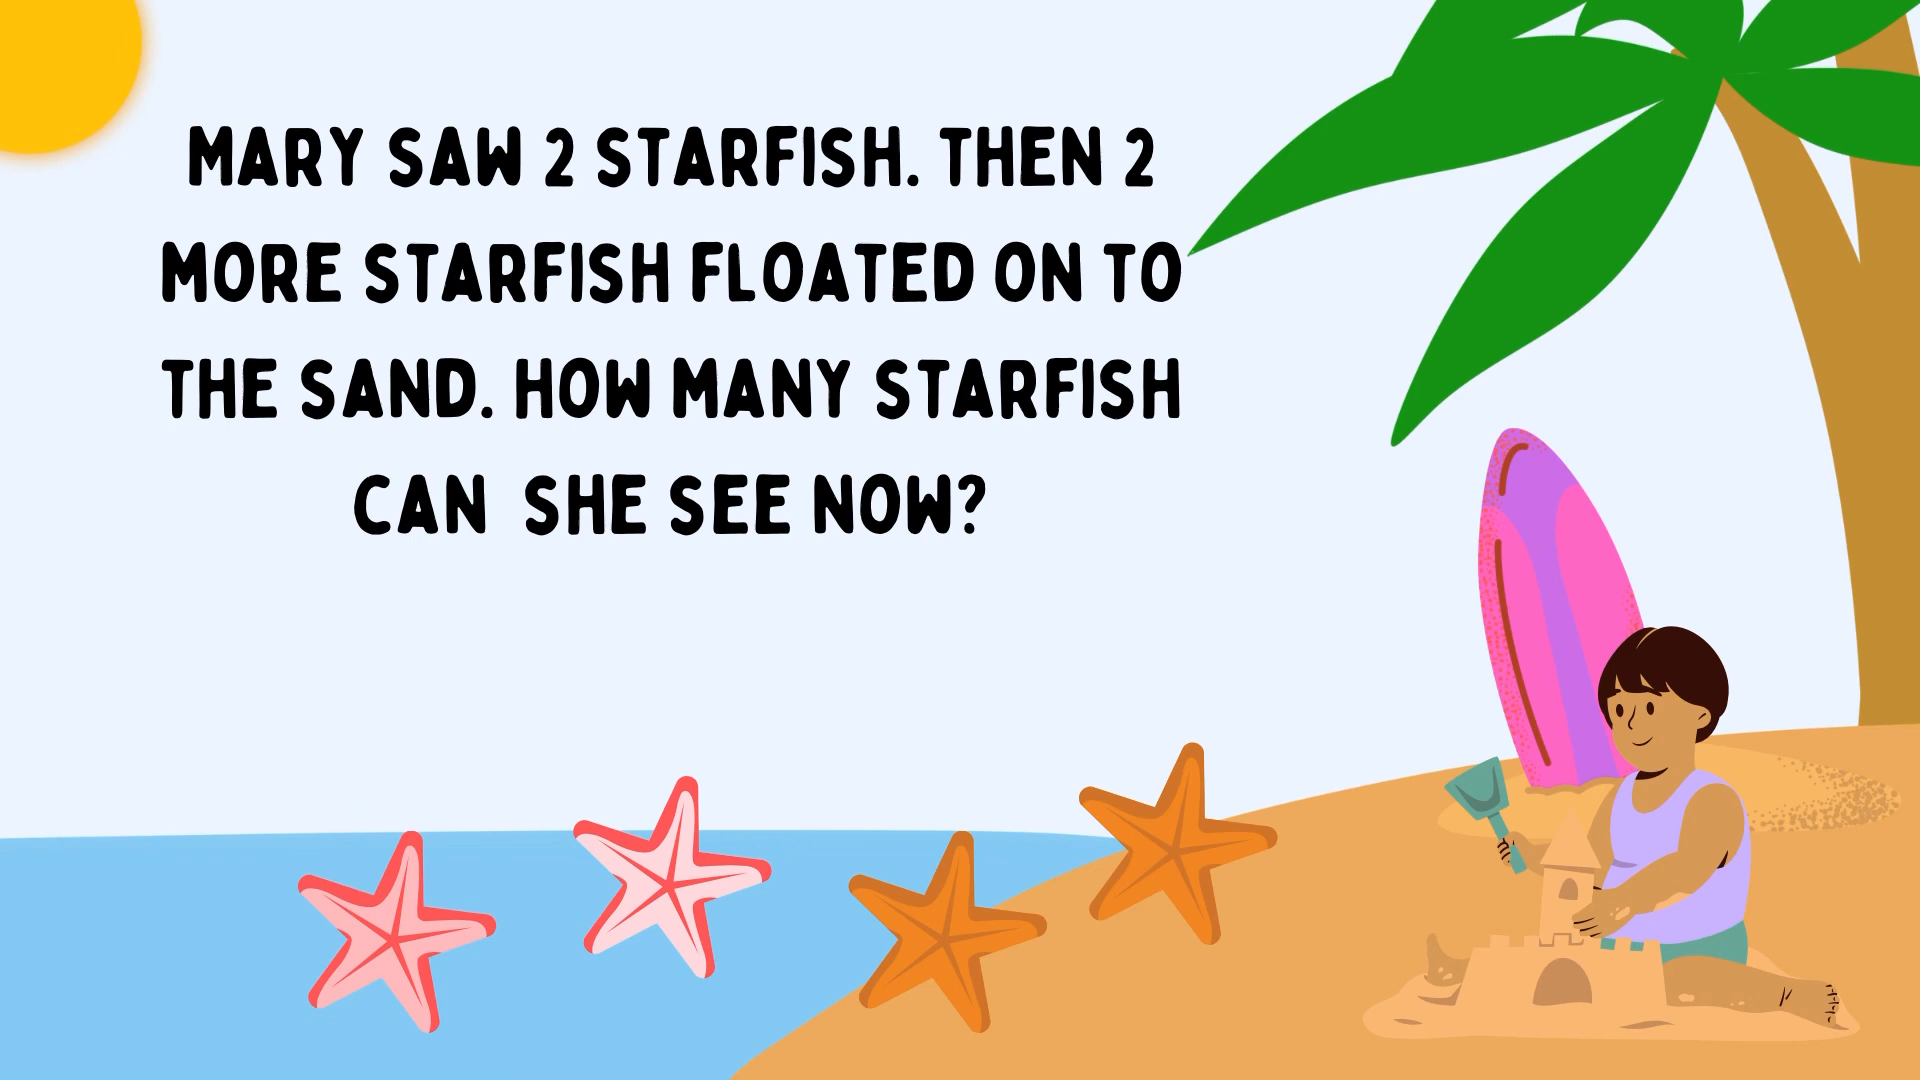 MARY SAW 2 STARFISH. THEN 2
MORE STARFISH FLOATED ON TO
THE SAND. HOW MANY STARFISH
CAN  SHE SEE NOW?